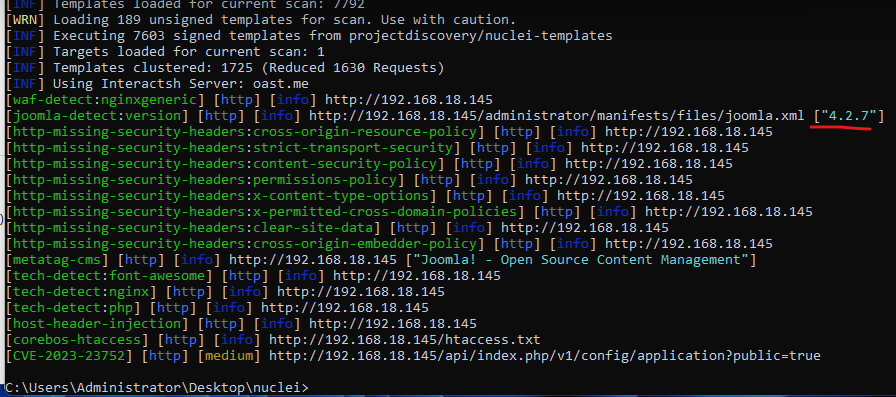 [INF] Templates loaded for current scan: 7792
[WRN] Loading 189 unsigned templates for scan. Use with caution.
[INF] Executing 7603 signed templates from projectdiscovery/nuclei-templates
[INF] Targets loaded for current scan: 1
[INF] Templates clustered: 1725 (Reduced 1630 Requests)
[INF] Using Interactsh Server: oast.me
[waf-detect:nginxgeneric] [http] [info] http://192.168.18.145
[joomla-detect:version] [http] [info] http://192.168.18.145/administrator/manifests/files/joomla.xml ["4.2.7"]
[http-missing-security-headers:cross-origin-resource-policy] [http] [info] http://192.168.18.145
[http-missing-security-headers:strict-transport-security] [http] [info] http://192.168.18.145
[http-missing-security-headers:content-security-policy] [http] [info] http://192.168.18.145
[http-missing-security-headers:permissions-policy] [http] [info] http://192.168.18.145
[http-missing-security-headers:x-content-type-options] [http] [info] http://192.168.18.145
[http-missing-security-headers:x-permitted-cross-domain-policies] [http] [info] http://192.168.18.145
[http-missing-security-headers:clear-site-data] [http] [info] http://192.168.18.145
[http-missing-security-headers:cross-origin-embedder-policy] [http] [info] http://192.168.18.145
[metatag-cms] [http] [info] http://192.168.18.145 ["Joomla! - Open Source Content Management"]
[tech-detect:font-awesome] [http] [info] http://192.168.18.145
[tech-detect:nginx] [http] [info] http://192.168.18.145
[tech-detect:php] [http] [info] http://192.168.18.145
[host-header-injection] [http] [info] http://192.168.18.145
[corebos-htaccess] [http] [info] http://192.168.18.145/htaccess.txt
[CVE-2023-23752] [http] [medium] http://192.168.18.145/api/index.php/v1/config/application?public=true
C:\Users\Administrator\Desktop\nuclei>